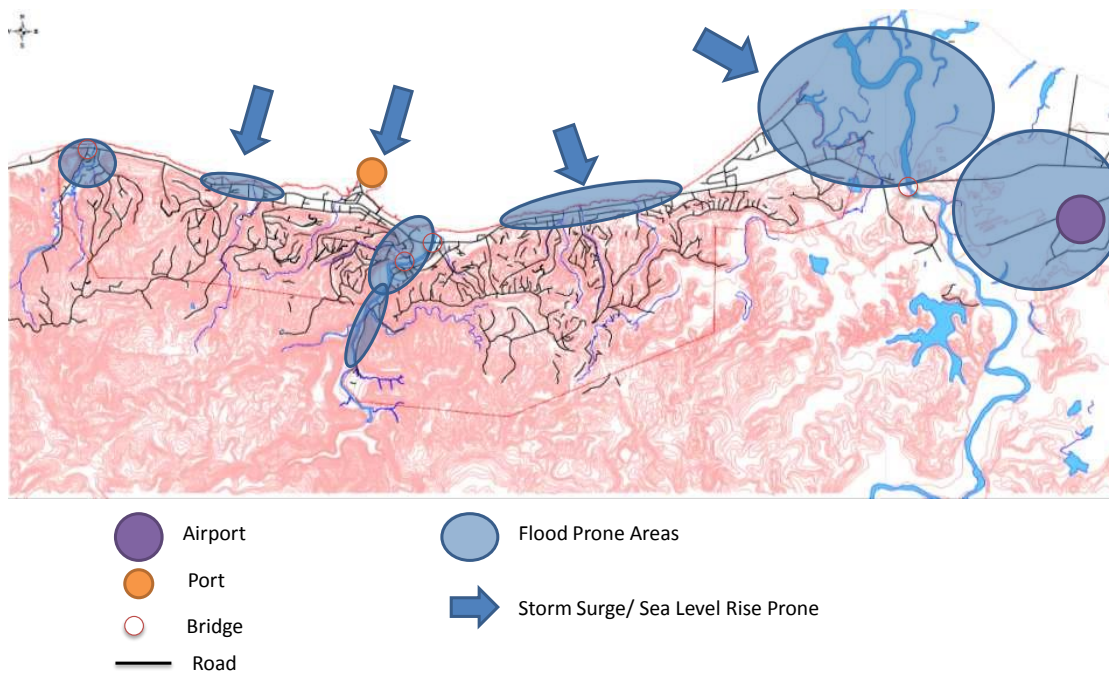 Airport
Flood Prone Areas
Port
Storm Surge/ Sea Level Rise Prone
Bridge
Road